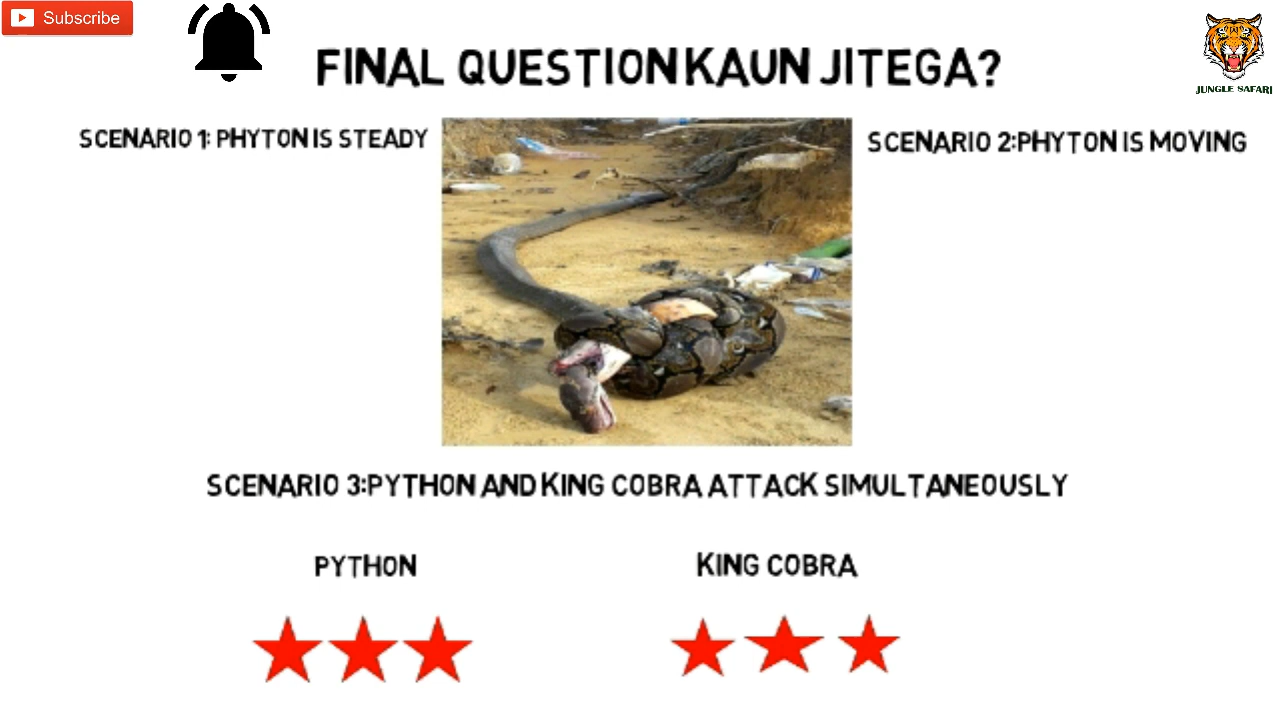 Subscribe
FINAL QUESTION KAUN JITEGA?
JUNGLE SAFARI
SCENARIO 1: PHYTON IS STEADY
SCENARIO 2:PHYTON IS MOVING
SCENARIO 3:PYTHON AND KING COBRA ATTACK SIMULTANEOUSLY
PYTHON
KING COBRA